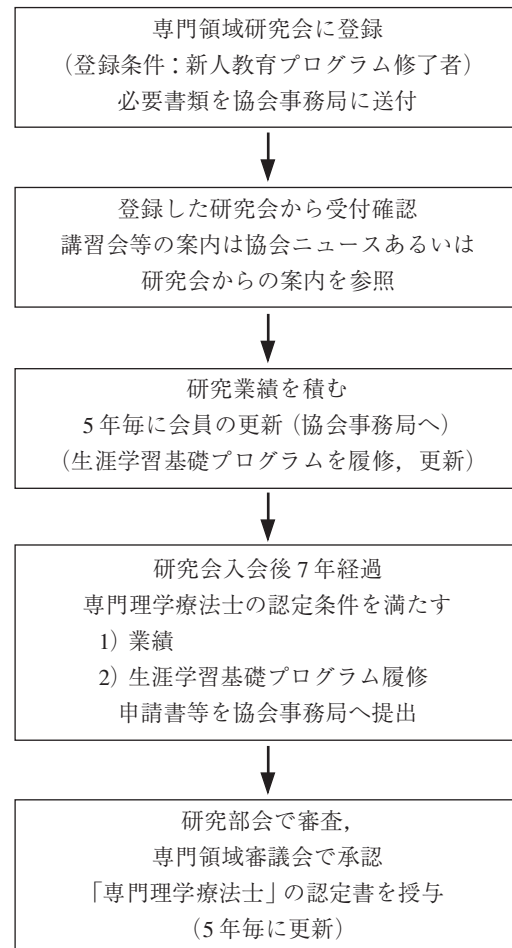 専門領域研究会に登録
（登録条件：新人教育プログラム修了者）
必要書類を協会事務局に送付
登録した研究会から受付確認
講習会等の案内は協会ニュースあるいは
研究会からの案内を参照
研究業績を積む
5年毎に会員の更新（協会事務局へ）
（生涯学習基礎プログラムを履修，更新）
研究会入会後7年経過
専門理学療法士の認定条件を満たす
1）業績
2）生涯学習基礎プログラム履修
申請書等を協会事務局へ提出
研究部会で審査，
専門領域審議会で承認
「専門理学療法士」の認定書を授与
（5年毎に更新）